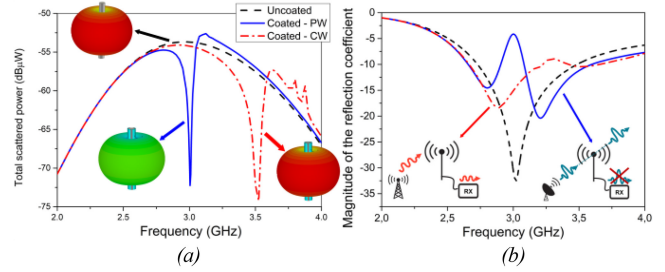 (a)
Total scattered power (dBμW)
-50
-55
-60
-65
-70
-75
2.0
2.5
3.0
3.5
4.0
Frequency (GHz)
Uncoated
Coated - PW
Coated - CW
(a)
Magnitude of the reflection coefficient
0
-5
-10
-15
-20
-25
-30
-35
2,0
2,5
3,0
3,5
4,0
Frequency (GHz)
b
RX
RX
(b)